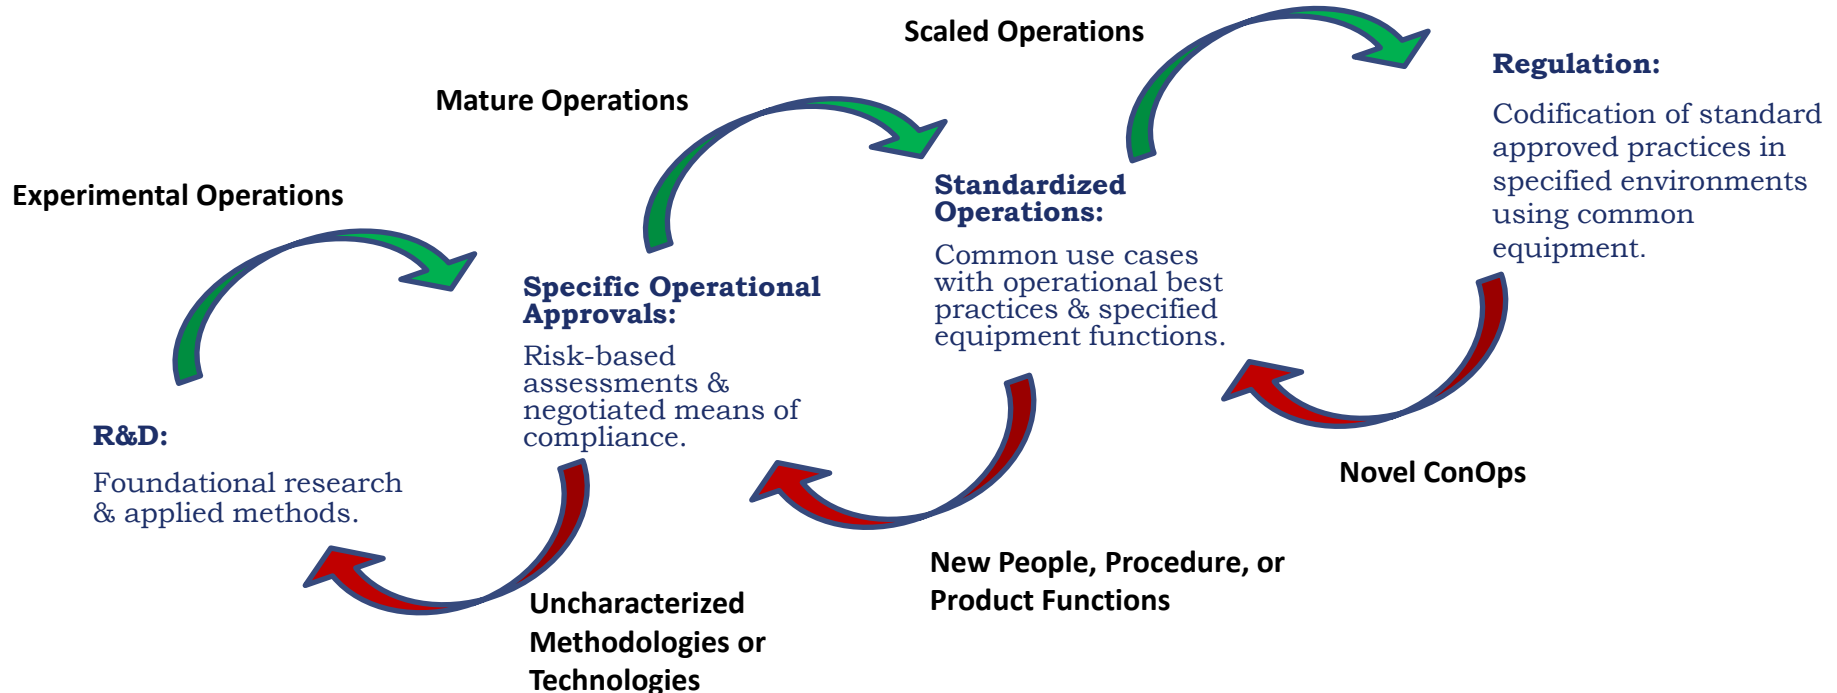 Scaled Operations
Regulation:
Codification of standard
approved practices in
specified environments
using common
equipment.
Mature Operations
Standardized
Operations:
Common use cases
with operational best
practices & specified
equipment functions.
Experimental Operations
Specific Operational
Approvals:
Risk-based
assessments &
negotiated means of
compliance.
R&D:
Foundational research
& applied methods.
Novel ConOps
New People, Procedure, or
Product Functions
Uncharacterized
Methodologies or
Technologies